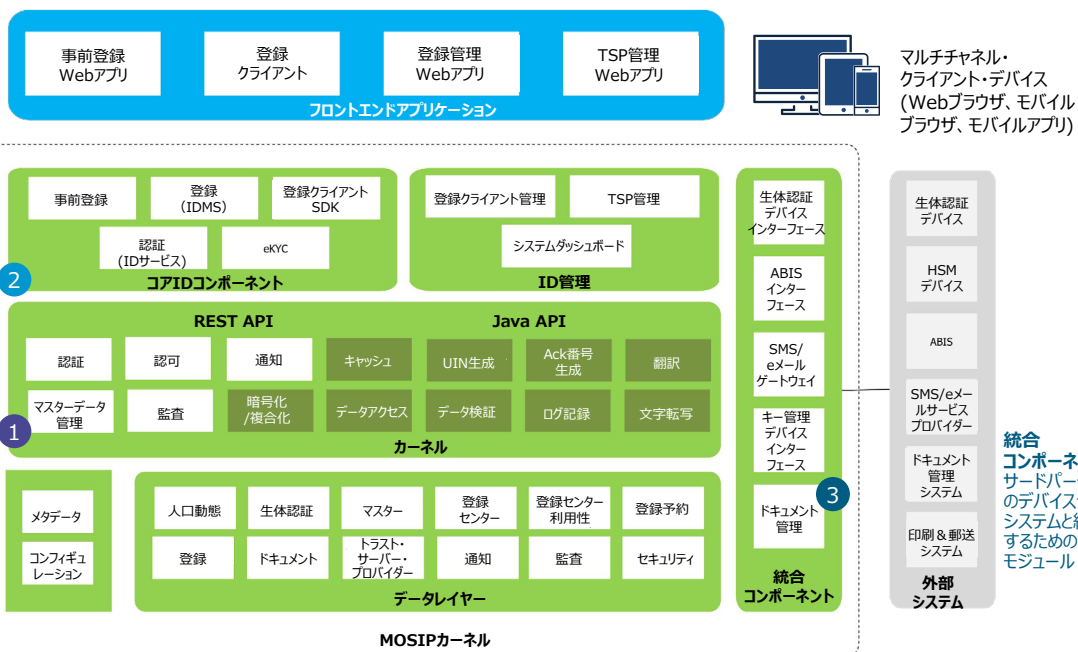 事前登録
Webアプリ
登録
クライアント
登録管理
Webアプリ
TSP管理
Webアプリ
フロントエンドアプリケーション
マルチチャネル・
クライアント・デバイス
(Webブラウザ、モバイル
ブラウザ、モバイルアプリ)
事前登録
登録
(IDMS)
登録クライアント
SDK
認証
(IDサービス)
eKYC
2
コアIDコンポーネント
登録クライアント管理
TSP管理
システムダッシュボード
ID管理
REST API
Java API
認証
認可
通知
キャッシュ
UIN生成
Ack番号
生成
翻訳
マスターデータ
管理
監査
暗号化
/複合化
データアクセス
データ検証
ログ記録
文字転写
1
カーネル
メタデータ
コンフィギュ
レーション
人口動態
生体認証
マスター
登録
センター
登録センター
利用性
登録予約
登録
ドキュメント
トラスト・
サーバー・
プロバイダー
通知
監査
セキュリティ
データレイヤー
MOSIPカーネル
生体認証
デバイス
インターフェース
ABIS
インター
フェース
SMS/
eメール
ゲートウェイ
キー管理
デバイス
インター
フェース
3
ドキュメント
管理
統合
コンポーネント
生体認証
デバイス
HSM
デバイス
ABIS
SMS/eメー
ルサービス
プロバイダー
ドキュメント
管理
システム
印刷＆郵送
システム
外部
システム
統合
コンポーネ
サードパー
のデバイス
システムと
するための
モジュール